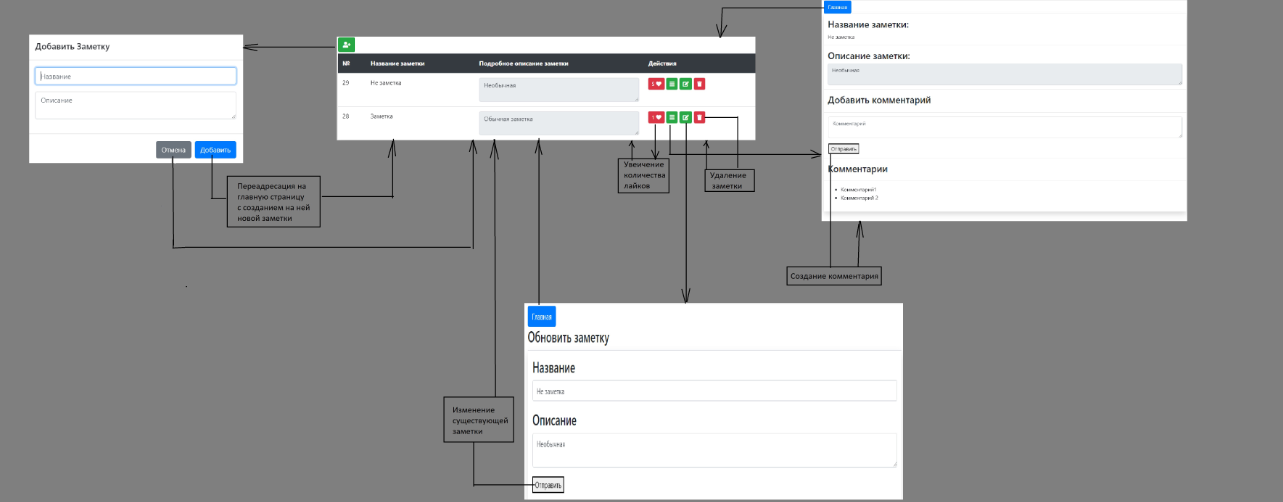 Добавить Заметку
Название
Описание
Отмена
Добавить
Переадресация на
главную страницу
с созданием на ней
новой заметки
№
Название заметки
Подробное описание заметки
Действия
29
Не заметка
Необычная
5
28
Заметка
Обычная заметка
1
Увеичение
количества
лайков
Удаление
заметки
Главная
Название заметки:
Не заметка
Описание заметки:
Необычная
Добавить комментарий
Комментарий
Отправить
Комментарии
Комментарий1
Комментарий 2
Создание комментария
Главная
Обновить заметку
Название
Не заметка
Описание
Необычная
Отправить
Изменение
существующей
заметки